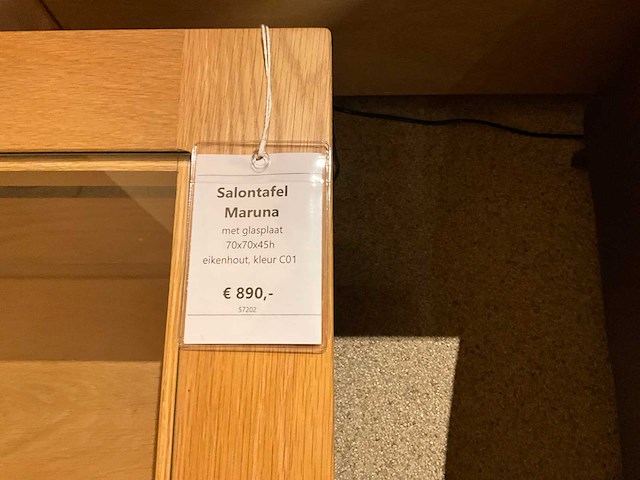 Salontafel
Maruna
met glasplaat
70x70x45h
eikenhout, kleur C01
€ 890,-
57202